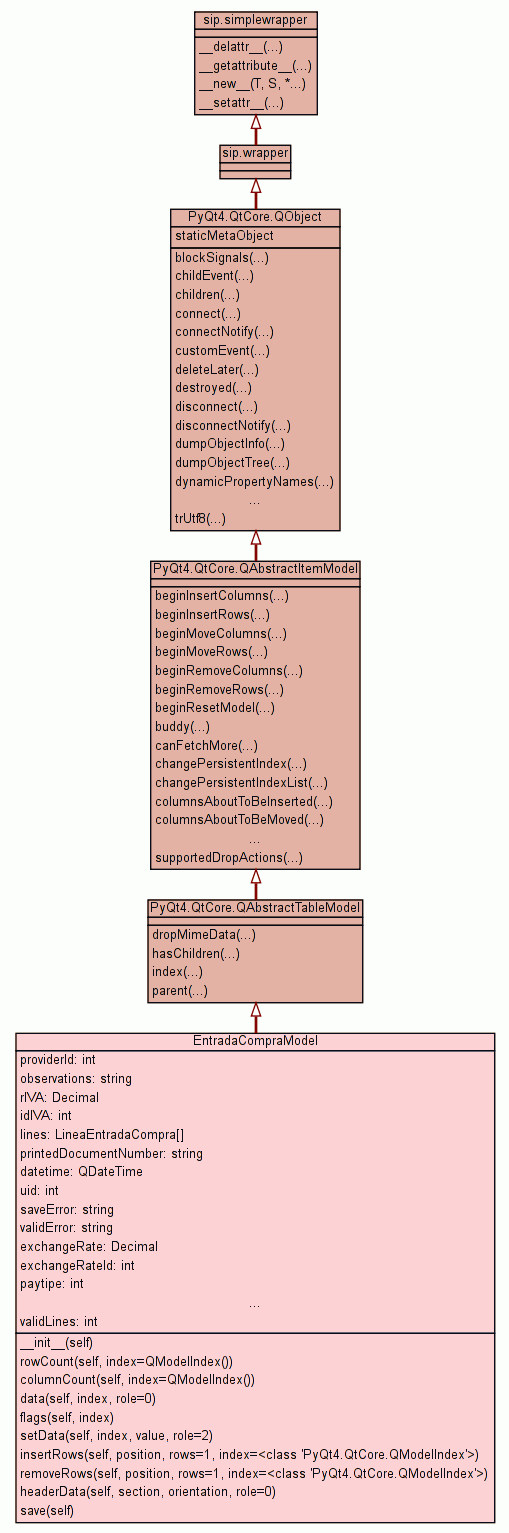 sip.simplewrapper
__delattr__(...)
__getattribute__(...)
__new__(T, S, *...)
__setattr__(...)
sip.wrapper
PyQt4.QtCore.QObject
staticMetaObject
blockSignals(...)
childEvent(...)
children(...)
connect(...)
connectNotify(...)
customEvent(...)
deleteLater(...)
destroyed(...)
disconnect(...)
disconnectNotify(...)
dumpObjectInfo(...)
dumpObjectTree(...)
dynamicPropertyNames(...)
...
trUtf8(...)
PyQt4.QtCore.QAbstractItemModel
beginInsertColumns(...)
beginInsertRows(...)
beginMoveColumns(...)
beginMoveRows(...)
beginRemoveColumns(...)
beginRemoveRows(...)
beginResetModel(...)
buddy(...)
canFetchMore(...)
changePersistentIndex(...)
changePersistentIndexList(...)
columnsAboutToBeInserted(...)
columnsAboutToBeMoved(...)
...
supportedDropActions(...)
PyQt4.QtCore.QAbstractTableModel
dropMimeData(...)
hasChildren(...)
index(...)
parent(...)
EntradaCompraModel
providerId: int
observations: string
rIVA: Decimal
idIVA: int
lines: LineaEntradaCompra[]
printedDocumentNumber: string
datetime: QDateTime
uid: int
saveError: string
validError: string
exchangeRate: Decimal
exchangeRateId: int
paytipe: int
...
validLines: int
__init__(self)
rowCount(self, index=QModelIndex())
columnCount(self, index=QModelIndex())
data(self, index, role=0)
flags(self, index)
setData(self, index, value, role=2)
insertRows(self, position, rows=1, index=<class 'PyQt4.QtCore.QModelIndex'>)
removeRows(self, position, rows=1, index=<class 'PyQt4.QtCore.QModelIndex'>)
headerData(self, section, orientation, role=0)
save(self)